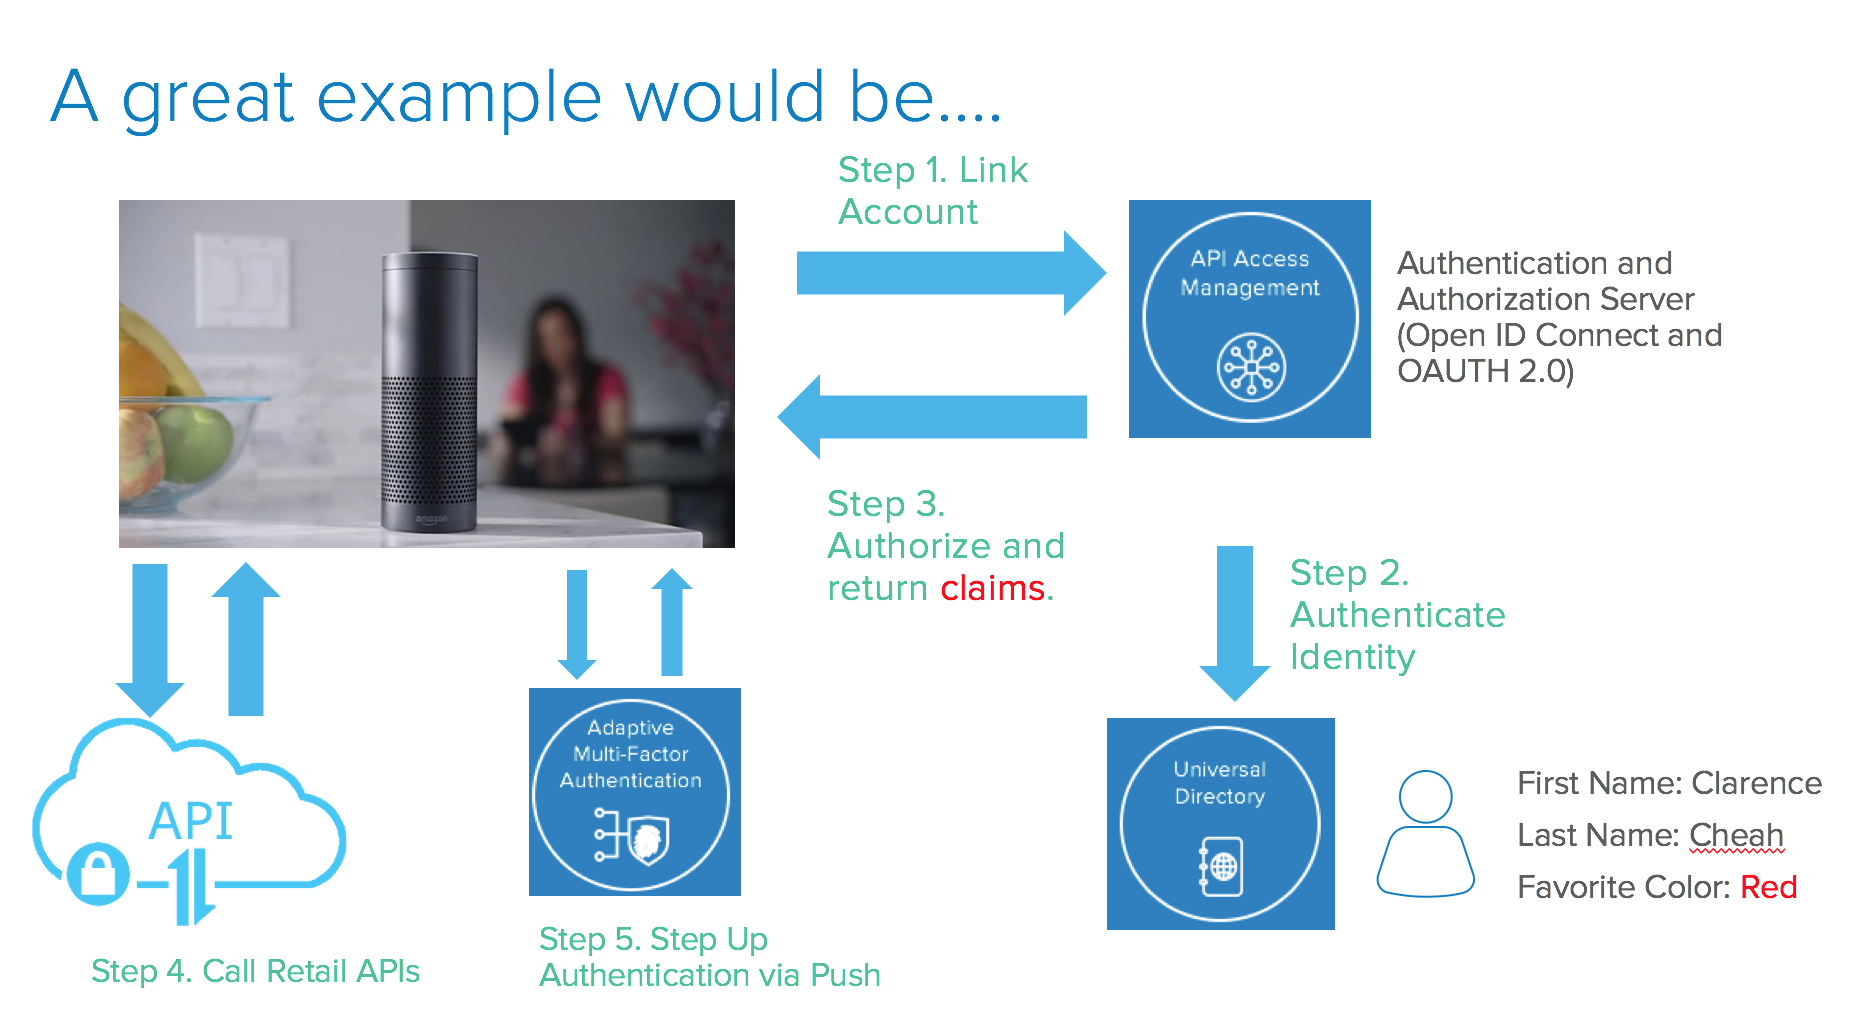 A great example would be....
Step 1. Link
Account
API Access
Management
Authentication and
Authorization Server
(Open ID Connect and
OAUTH 2.0)
amazon
Step 3.
Authorize and
return claims.
Step 2.
Authenticate
Identity
API
Step 4. Call Retail APIs
Adaptive
Multi-Factor
Authentication
Step 5. Step Up
Authentication via Push
Universal
Directory
First Name: Clarence
Last Name: Cheah
Favorite Color: Red